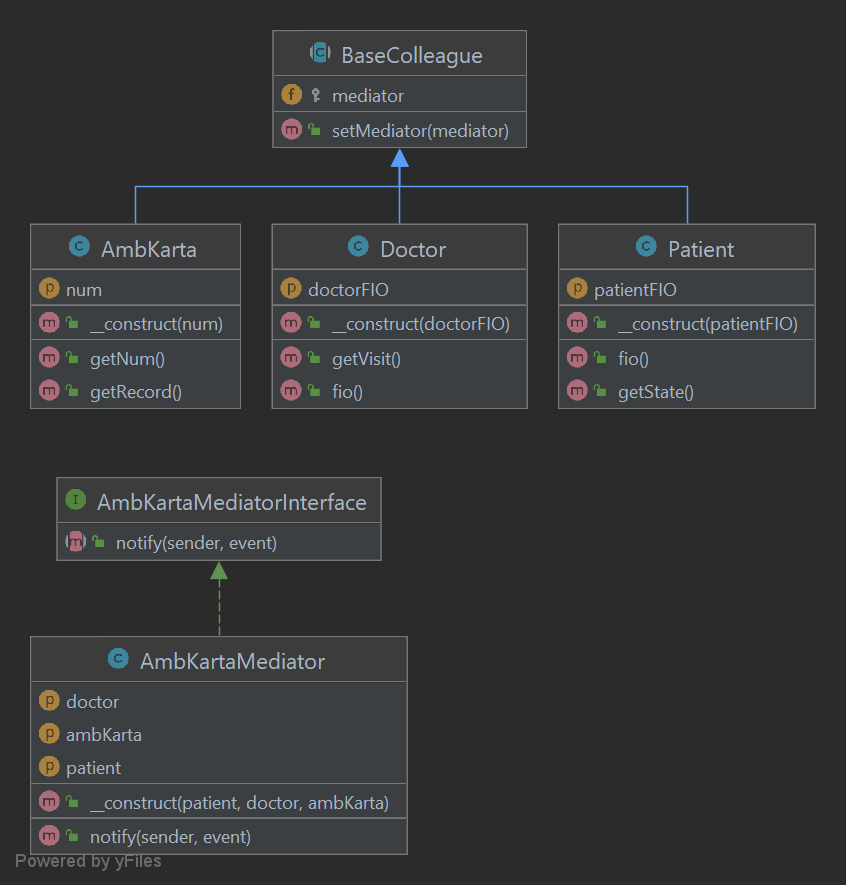 BaseColleague
mediator
setMediator(mediator)
AmbKarta
num
__construct(num)
getNum()
getRecord()
Doctor
doctorFIO
__construct(doctorFIO)
getVisit()
fio()
Patient
patientFIO
__construct(patientFIO)
fio()
getState()
AmbKartaMediatorInterface
notify(sender, event)
AmbKartaMediator
doctor
ambKarta
patient
__construct(patient, doctor, ambKarta)
notify(sender, event)
Powered by yFiles